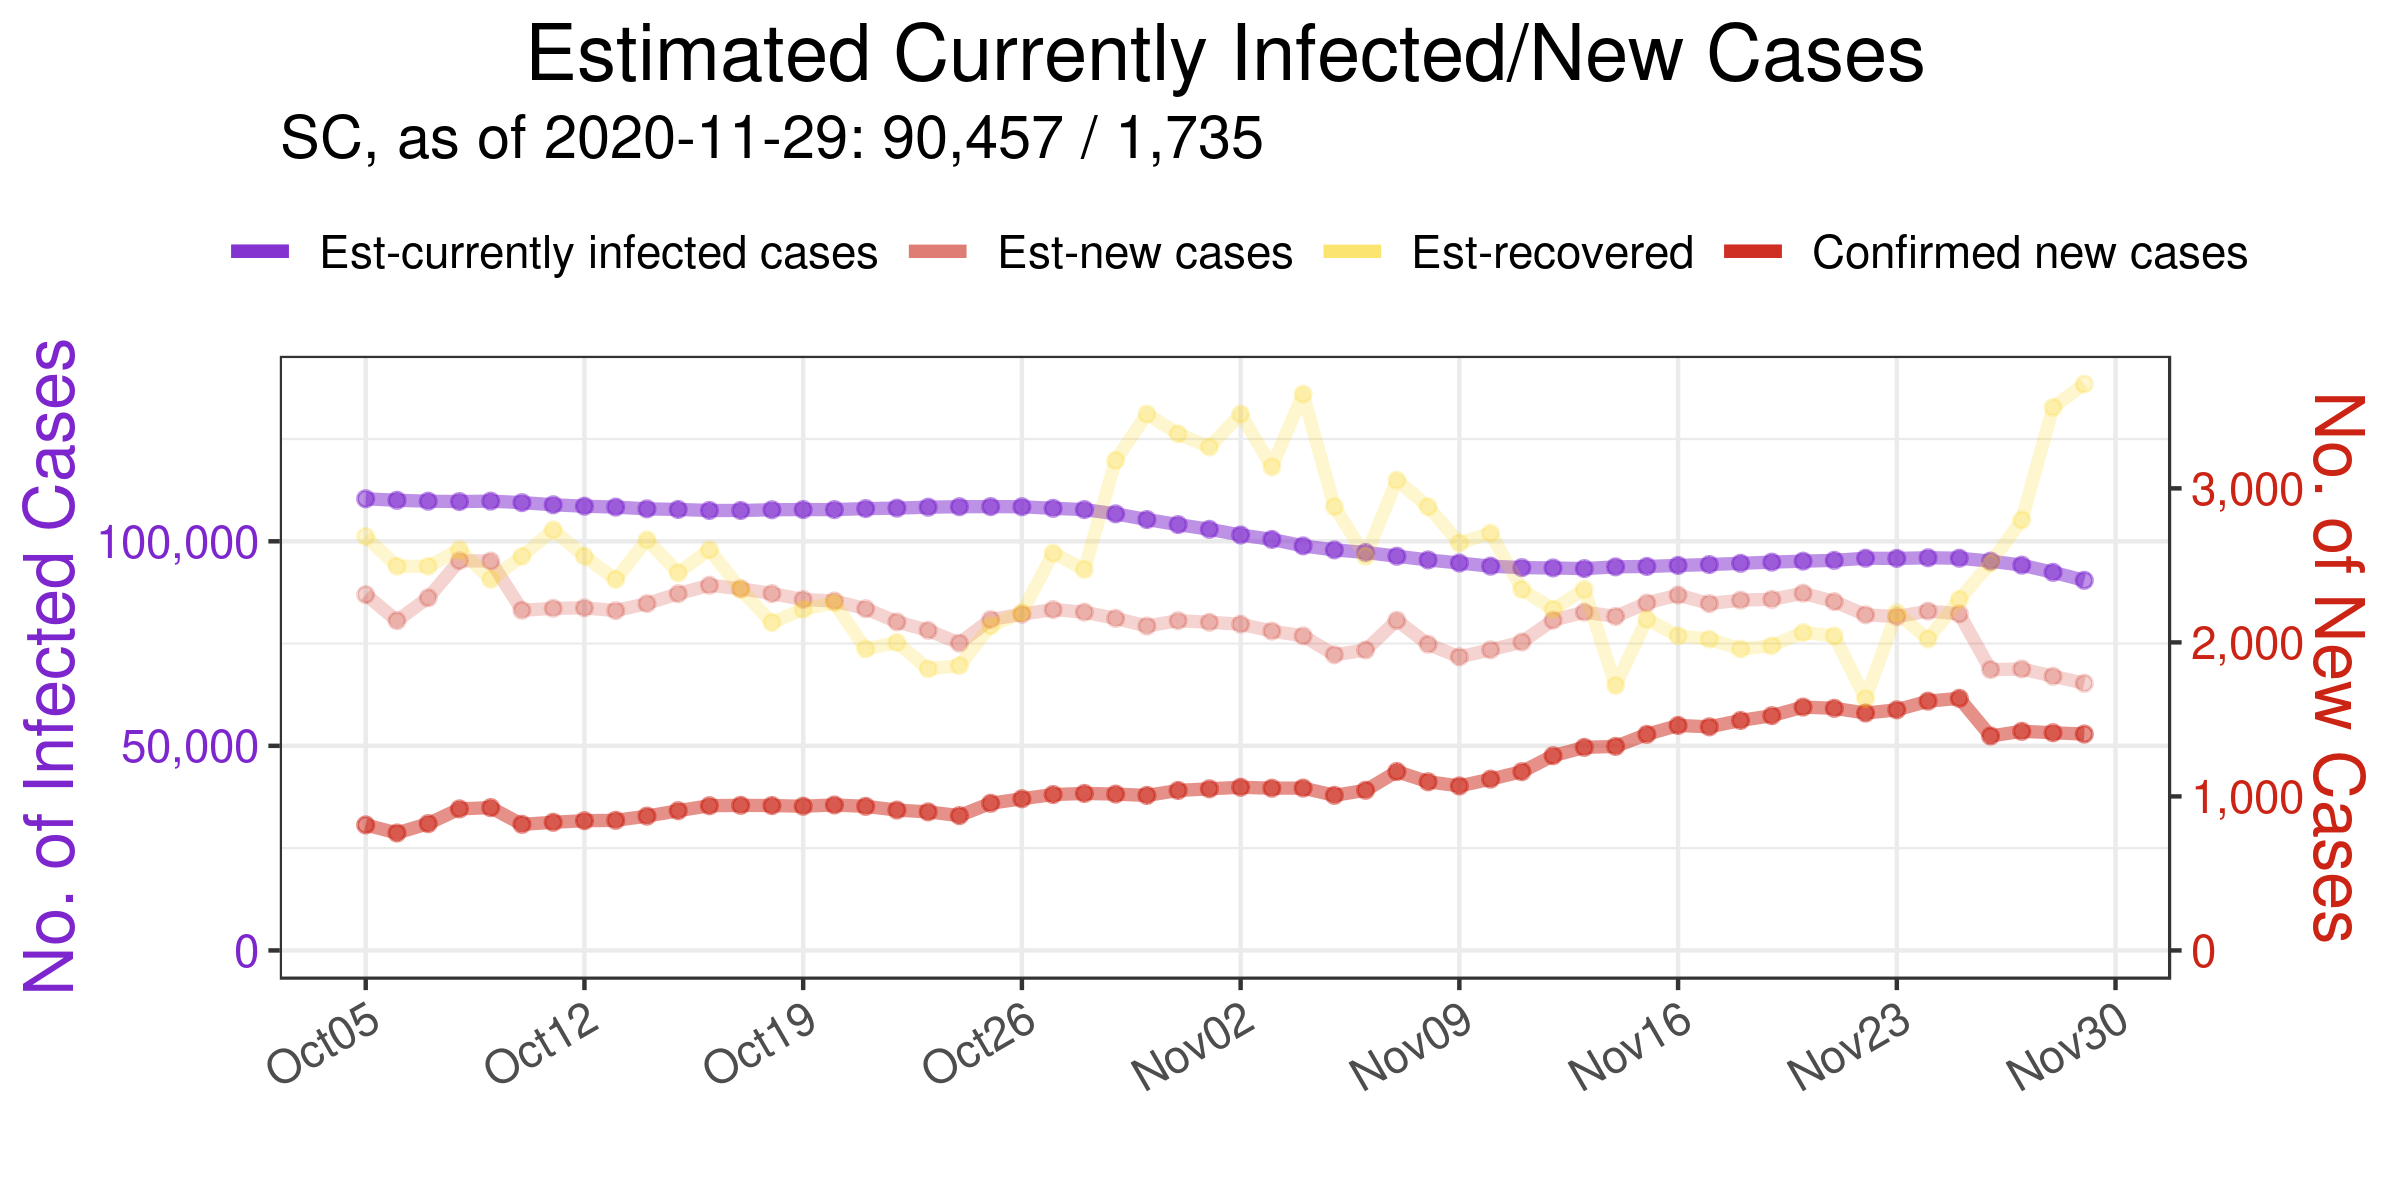 Estimated Currently Infected/New Cases
SC, as of 2020-11-29: 90,457 / 1,735
Est-currently infected cases Est-new cases Est-recovered Confirmed new cases
No. of Infected Cases
100,000
50,000
0
3,000
2,000
1,000
0
No. of New Cases
Oct05 Oct12 Oct19 Oct26 Nov02 Nov09 Nov16 Nov23 Nov30